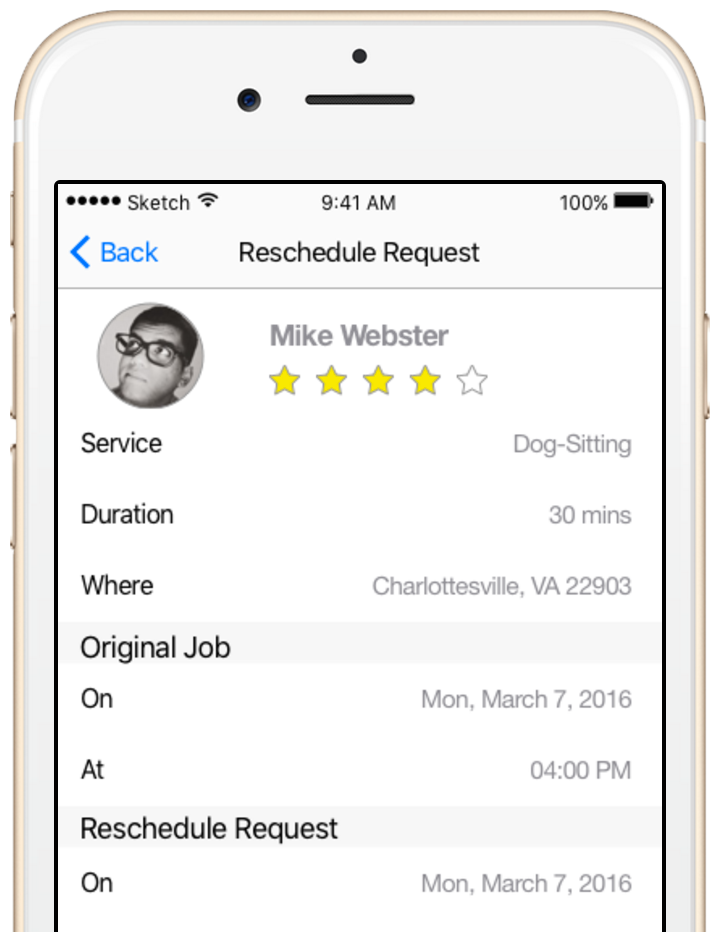 Sketch 9:41 AM 100%
Back Reschedule Request
Mike Webster
Service Dog-Sitting
Duration 30 mins
Where Charlottesville, VA 22903
Original Job
On Mon, March 7, 2016
At 04:00 PM
Reschedule Request
On Mon, March 7, 2016